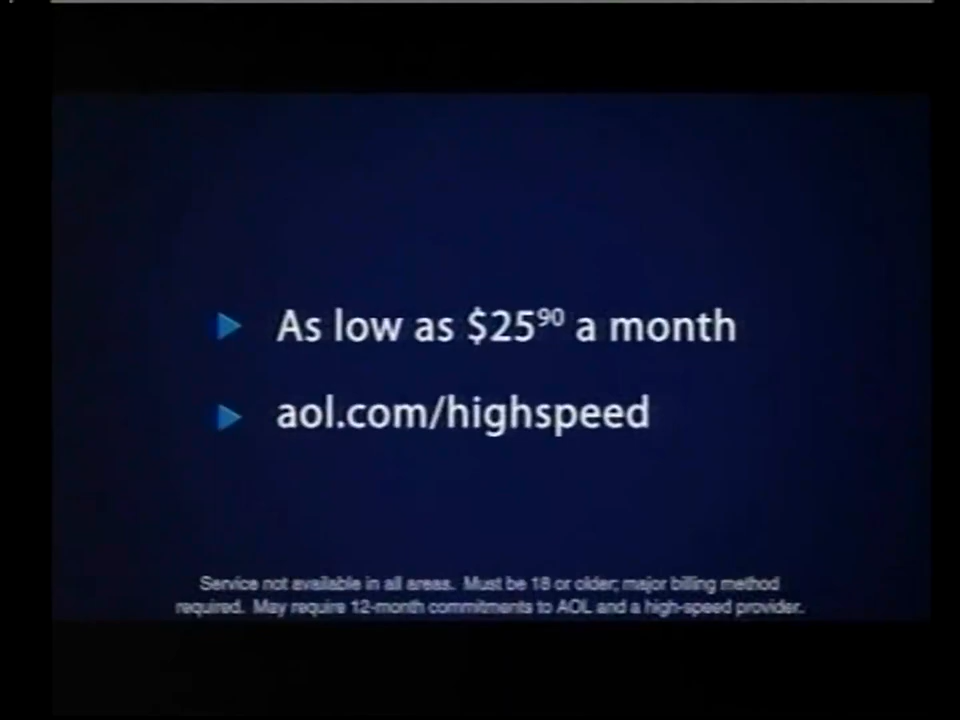 As low as $25⁹⁰ a month
aol.com/highspeed
Service not available in all areas. Must be 18 or older; major billing method
required. May require 12-month commitments to AOL and a high-speed provider.